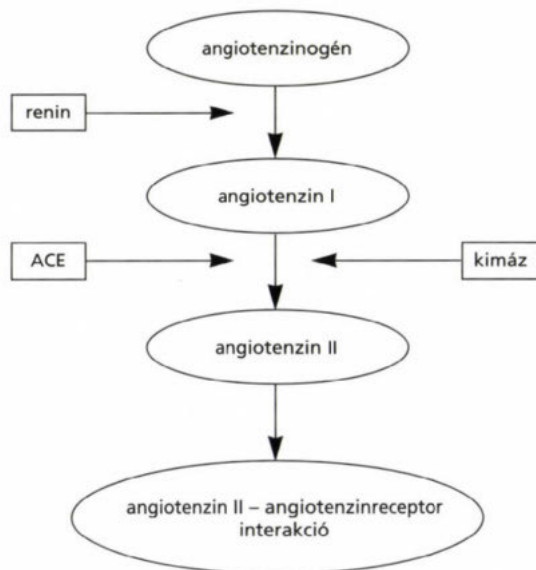 angiotenzinogén
renin
angiotenzin I
ACE
kimáz
angiotenzin II
angiotenzin II – angiotenzinreceptor
interakció